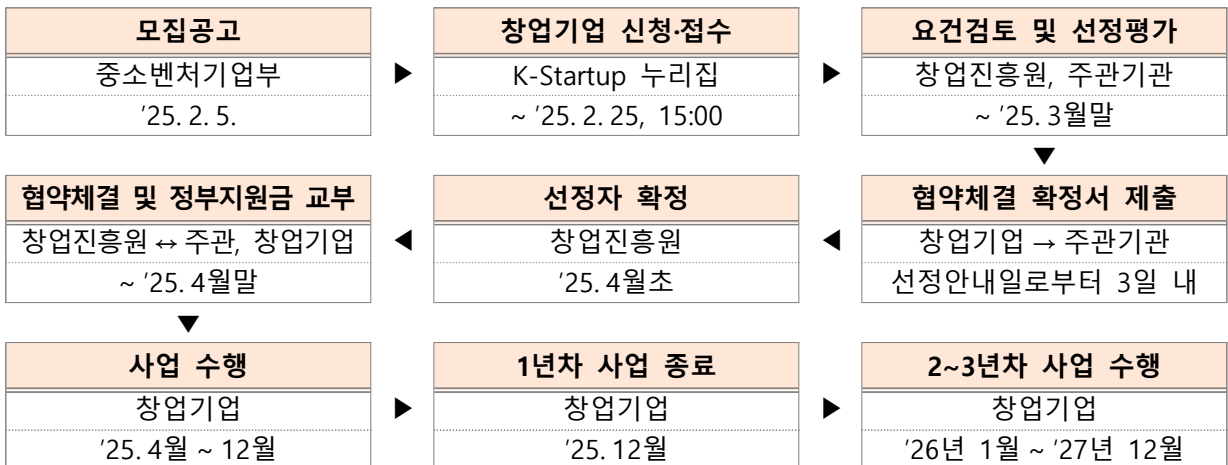 모집공고
중소벤처기업부
'25. 2. 5.
▶
창업기업 신청·접수
K-Startup 누리집
~ '25. 2. 25, 15:00
▶
요건검토 및 선정평가
창업진흥원, 주관기관
~ '25. 3월말
▼
협약체결 확정서 제출
창업기업 → 주관기관
선정안내일로부터 3일 내
◀
선정자 확정
창업진흥원
'25. 4월초
◀
협약체결 및 정부지원금 교부
창업진흥원 ↔ 주관, 창업기업
~ '25. 4월말
▼
사업 수행
창업기업
'25. 4월 ~ 12월
▶
1년차 사업 종료
창업기업
'25. 12월
▶
2~3년차 사업 수행
창업기업
'26년 1월 ~ '27년 12월